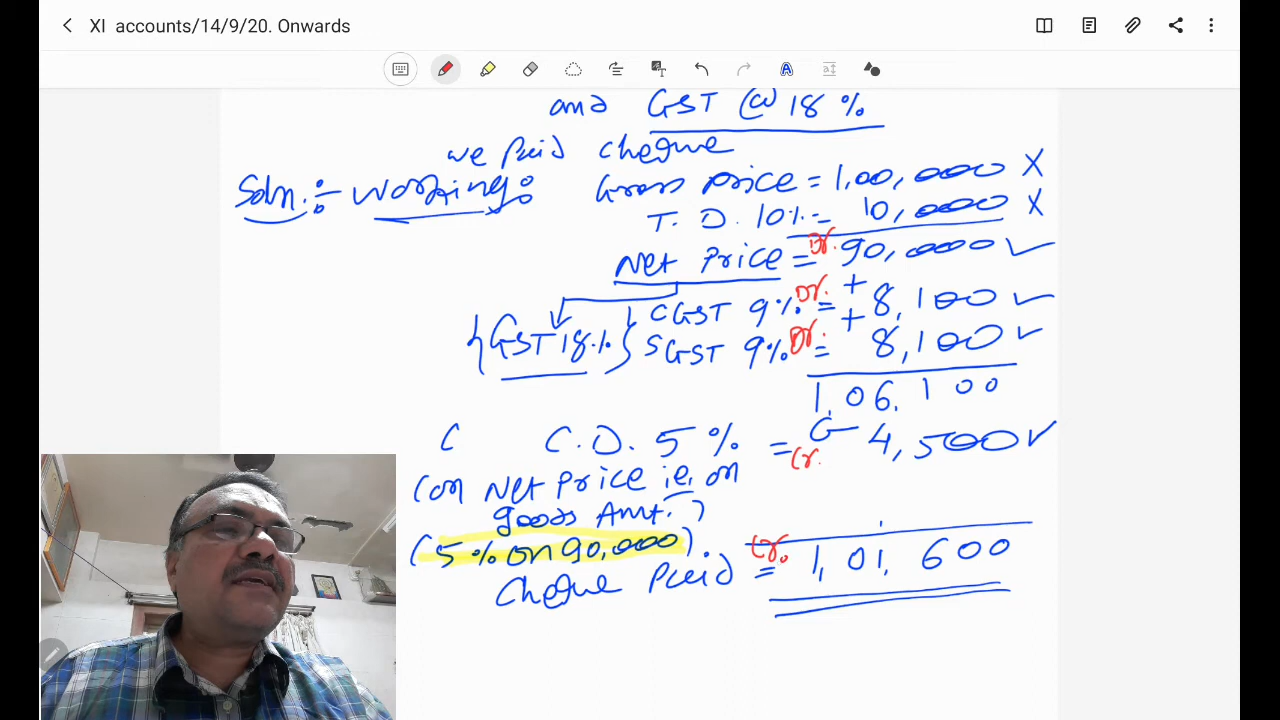 XI accounts/14/9/20. Onwards
and GST @ 18 %
we Paid cheque
Soln. :- Working: Gross Price = 1,00,000 X
T. D. 10% = 10,000 X
Net Price = Dr. 90,000 ✓
CGST 9% Dr. = + 8,100 ✓
{GST 18%} SGST 9% Dr. = + 8,100 ✓
1,06,100
C C.D. 5 % = Cr. 4,500 ✓
(on Net Price ie, on
goods Amt.)
(5 % on 90,000).
Cheque Paid = Cr. 1,01,600